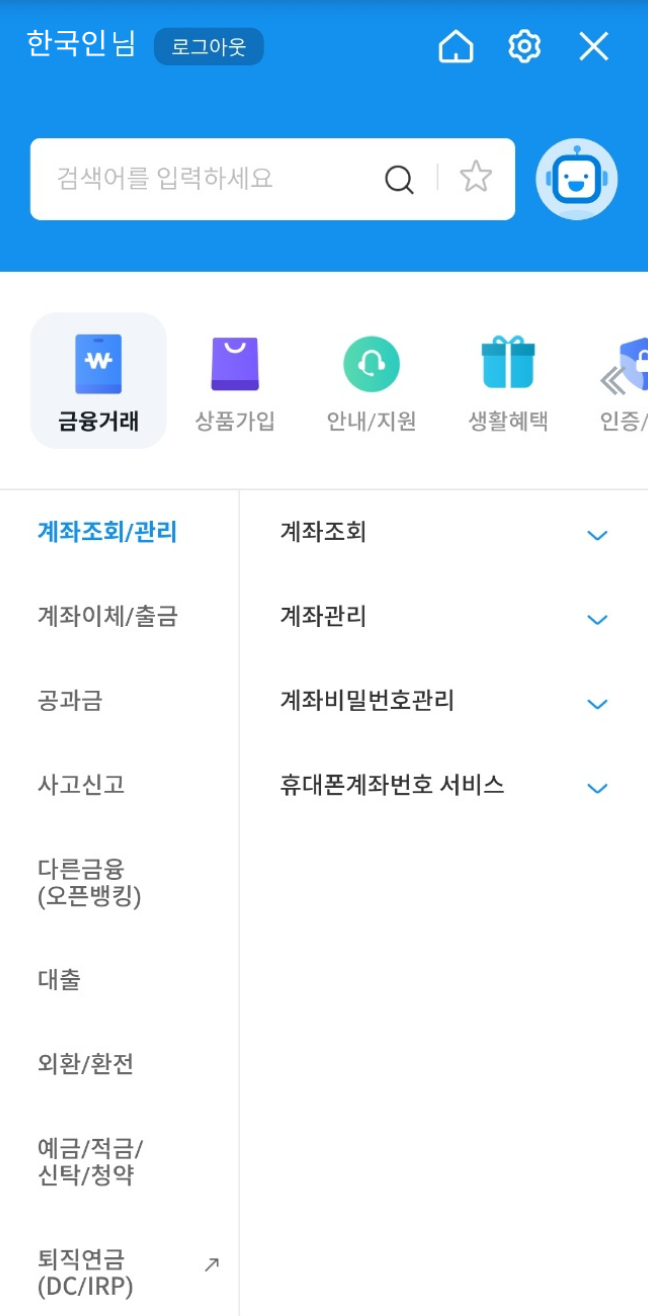 한국인 님 로그아웃
검색어를 입력하세요
금융거래 상품가입 안내/지원 생활혜택 인증/
계좌조회/관리
계좌이체/출금
공과금
사고신고
다른금융
(오픈뱅킹)
대출
외환/환전
예금/적금/
신탁/청약
퇴직연금
(DC/IRP)
계좌조회
계좌관리
계좌비밀번호관리
휴대폰계좌번호 서비스